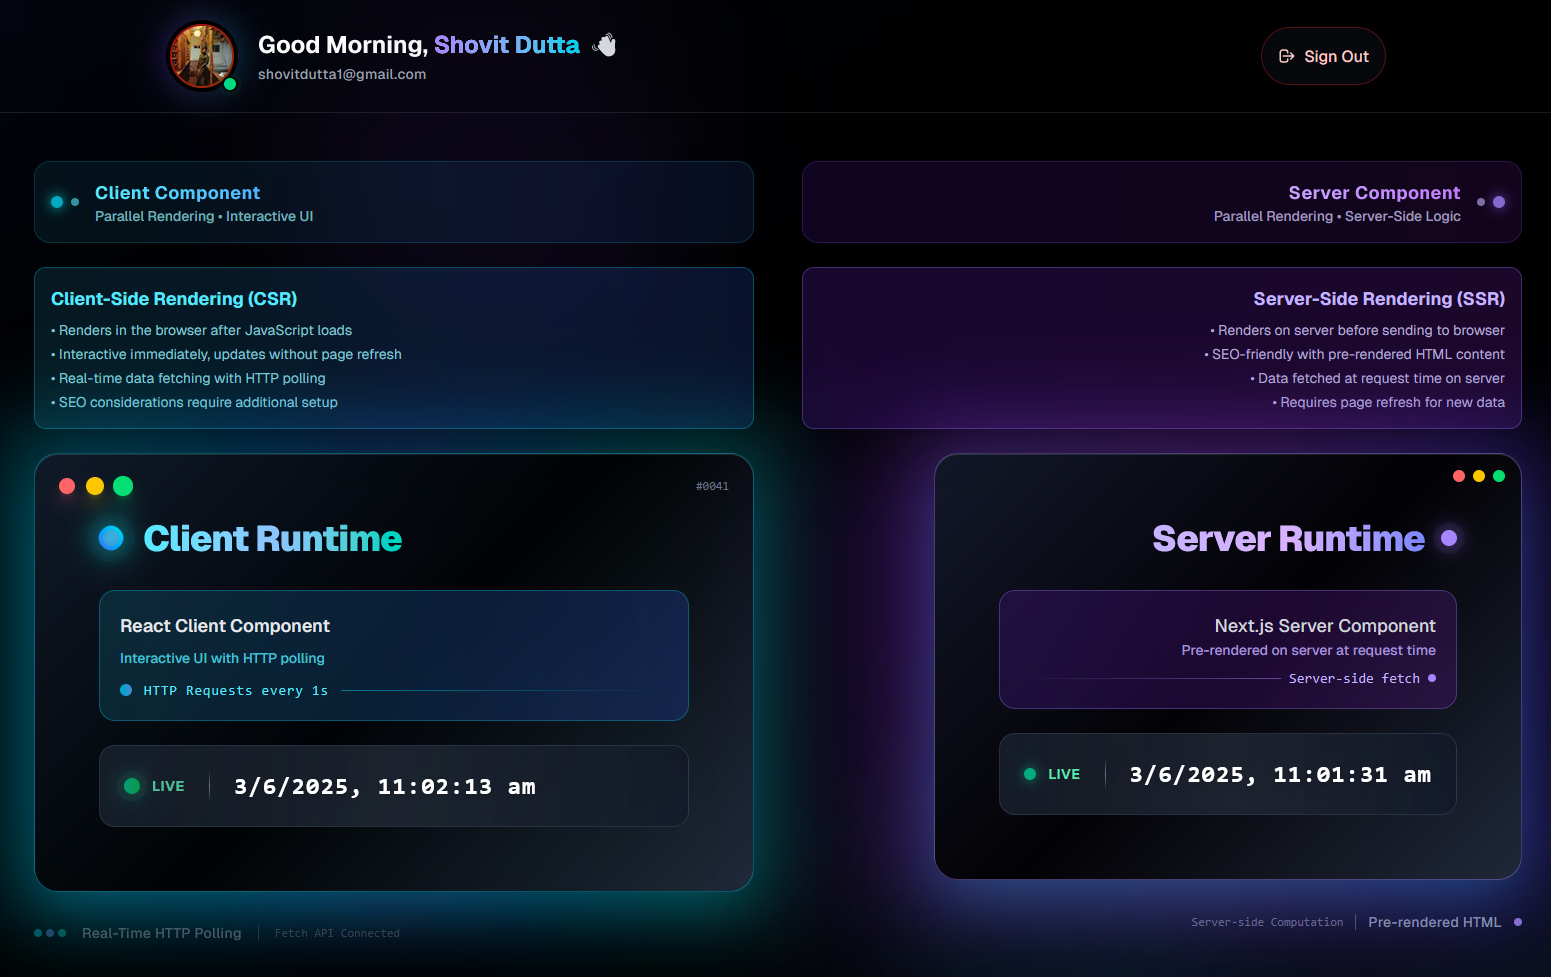 Good Morning, Shovit Dutta 👋
shovitdutta1@gmail.com
Sign Out
Client Component
Parallel Rendering • Interactive UI
Server Component
Parallel Rendering • Server-Side Logic
Client-Side Rendering (CSR)
• Renders in the browser after JavaScript loads
• Interactive immediately, updates without page refresh
• Real-time data fetching with HTTP polling
• SEO considerations require additional setup
Server-Side Rendering (SSR)
• Renders on server before sending to browser
• SEO-friendly with pre-rendered HTML content
• Data fetched at request time on server
• Requires page refresh for new data
#0041
Client Runtime
React Client Component
Interactive UI with HTTP polling
HTTP Requests every 1s
LIVE
3/6/2025, 11:02:13 am
Real-Time HTTP Polling
Fetch API Connected
Server Runtime
Next.js Server Component
Pre-rendered on server at request time
Server-side fetch
LIVE
3/6/2025, 11:01:31 am
Server-side Computation
Pre-rendered HTML